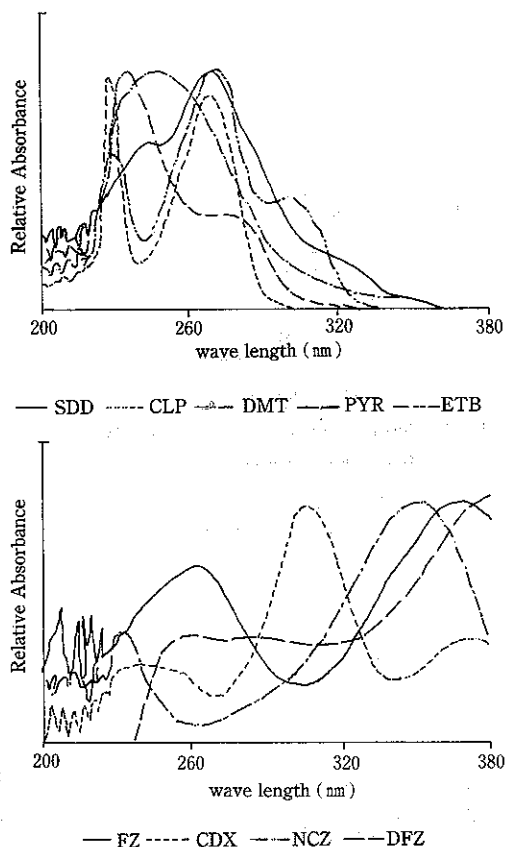 Relative Absorbance
200
260
320
380
wave length (nm)
SDD CLP DMT PYR ETB
Relative Absorbance
200
260
320
380
wave length (nm)
FZ CDX NCZ DFZ